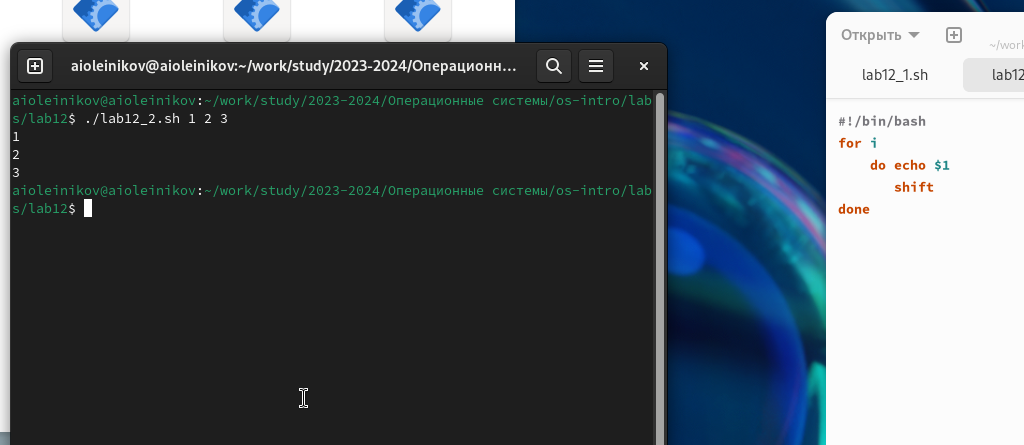 aioleinikov@aioleinikov:~/work/study/2023-2024/Операционн...
aioleinikov@aioleinikov:~/work/study/2023-2024/Операционные системы/os-intro/lab
s/lab12$ ./lab12_2.sh 1 2 3
1
2
3
aioleinikov@aioleinikov:~/work/study/2023-2024/Операционные системы/os-intro/lab
s/lab12$
Открыть
~/work
lab12_1.sh
lab12
#!/bin/bash
for i
do echo $1
shift
done